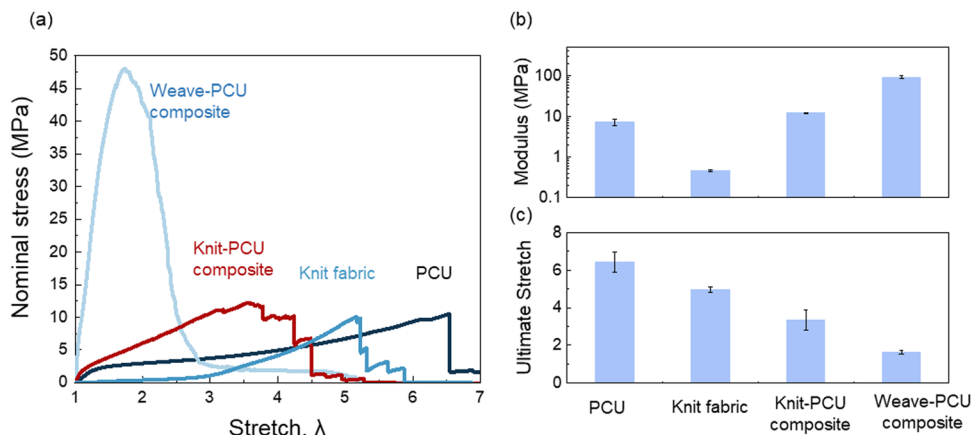 (a)
50
45
40
35
30
25
20
15
10
5
0
Nominal stress (MPa)
Weave-PCU
composite
Knit-PCU
composite
Knit fabric
PCU
1
2
3
4
5
6
7
Stretch, λ
(b)
100
10
1
0.1
Modulus (MPa)
(c)
8
6
4
2
0
Ultimate Stretch
PCU
Knit fabric
Knit-PCU
composite
Weave-PCU
composite